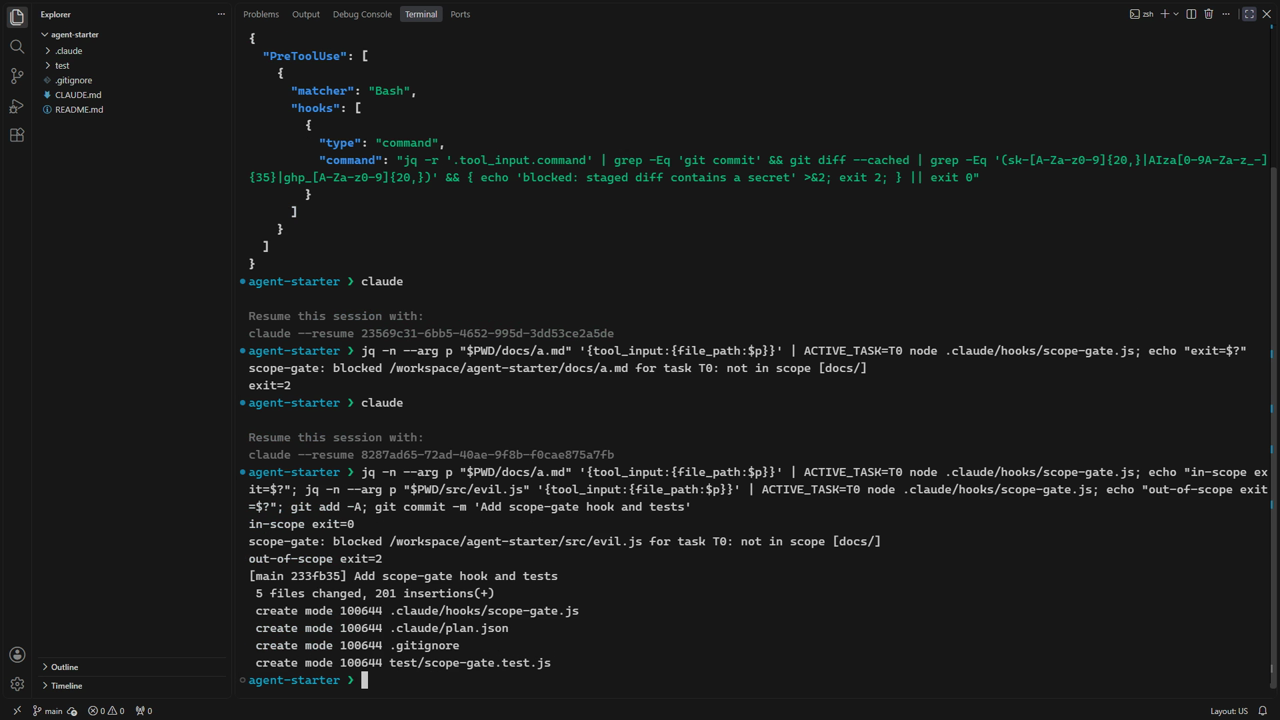 Explorer
agent-starter
.claude
test
.gitignore
CLAUDE.md
README.md
Outline
Timeline
Problems Output Debug Console Terminal Ports
zsh
{
"PreToolUse": [
{
"matcher": "Bash",
"hooks": [
{
"type": "command",
"command": "jq -r '.tool_input.command' | grep -Eq 'git commit' && git diff --cached | grep -Eq '(sk-[A-Za-z0-9]{20,}|AIza[0-9A-Za-z_-]
{35}|ghp_[A-Za-z0-9]{20,})' && { echo 'blocked: staged diff contains a secret' >&2; exit 2; } || exit 0"
}
]
}
]
}
agent-starter ❯ claude
Resume this session with:
claude --resume 23569c31-6bb5-4652-995d-3dd53ce2a5de
agent-starter ❯ jq -n --arg p "$PWD/docs/a.md" '{tool_input:{file_path:$p}}' | ACTIVE_TASK=T0 node .claude/hooks/scope-gate.js; echo "exit=$?"
scope-gate: blocked /workspace/agent-starter/docs/a.md for task T0: not in scope [docs/]
exit=2
agent-starter ❯ claude
Resume this session with:
claude --resume 8287ad65-72ad-40ae-9f8b-f0cae875a7fb
agent-starter ❯ jq -n --arg p "$PWD/docs/a.md" '{tool_input:{file_path:$p}}' | ACTIVE_TASK=T0 node .claude/hooks/scope-gate.js; echo "in-scope ex
it=$?"; jq -n --arg p "$PWD/src/evil.js" '{tool_input:{file_path:$p}}' | ACTIVE_TASK=T0 node .claude/hooks/scope-gate.js; echo "out-of-scope exit
=$?"; git add -A; git commit -m 'Add scope-gate hook and tests'
in-scope exit=0
scope-gate: blocked /workspace/agent-starter/src/evil.js for task T0: not in scope [docs/]
out-of-scope exit=2
[main 233fb35] Add scope-gate hook and tests
5 files changed, 201 insertions(+)
create mode 100644 .claude/hooks/scope-gate.js
create mode 100644 .claude/plan.json
create mode 100644 .gitignore
create mode 100644 test/scope-gate.test.js
agent-starter ❯
main 0 0 0 Layout: US